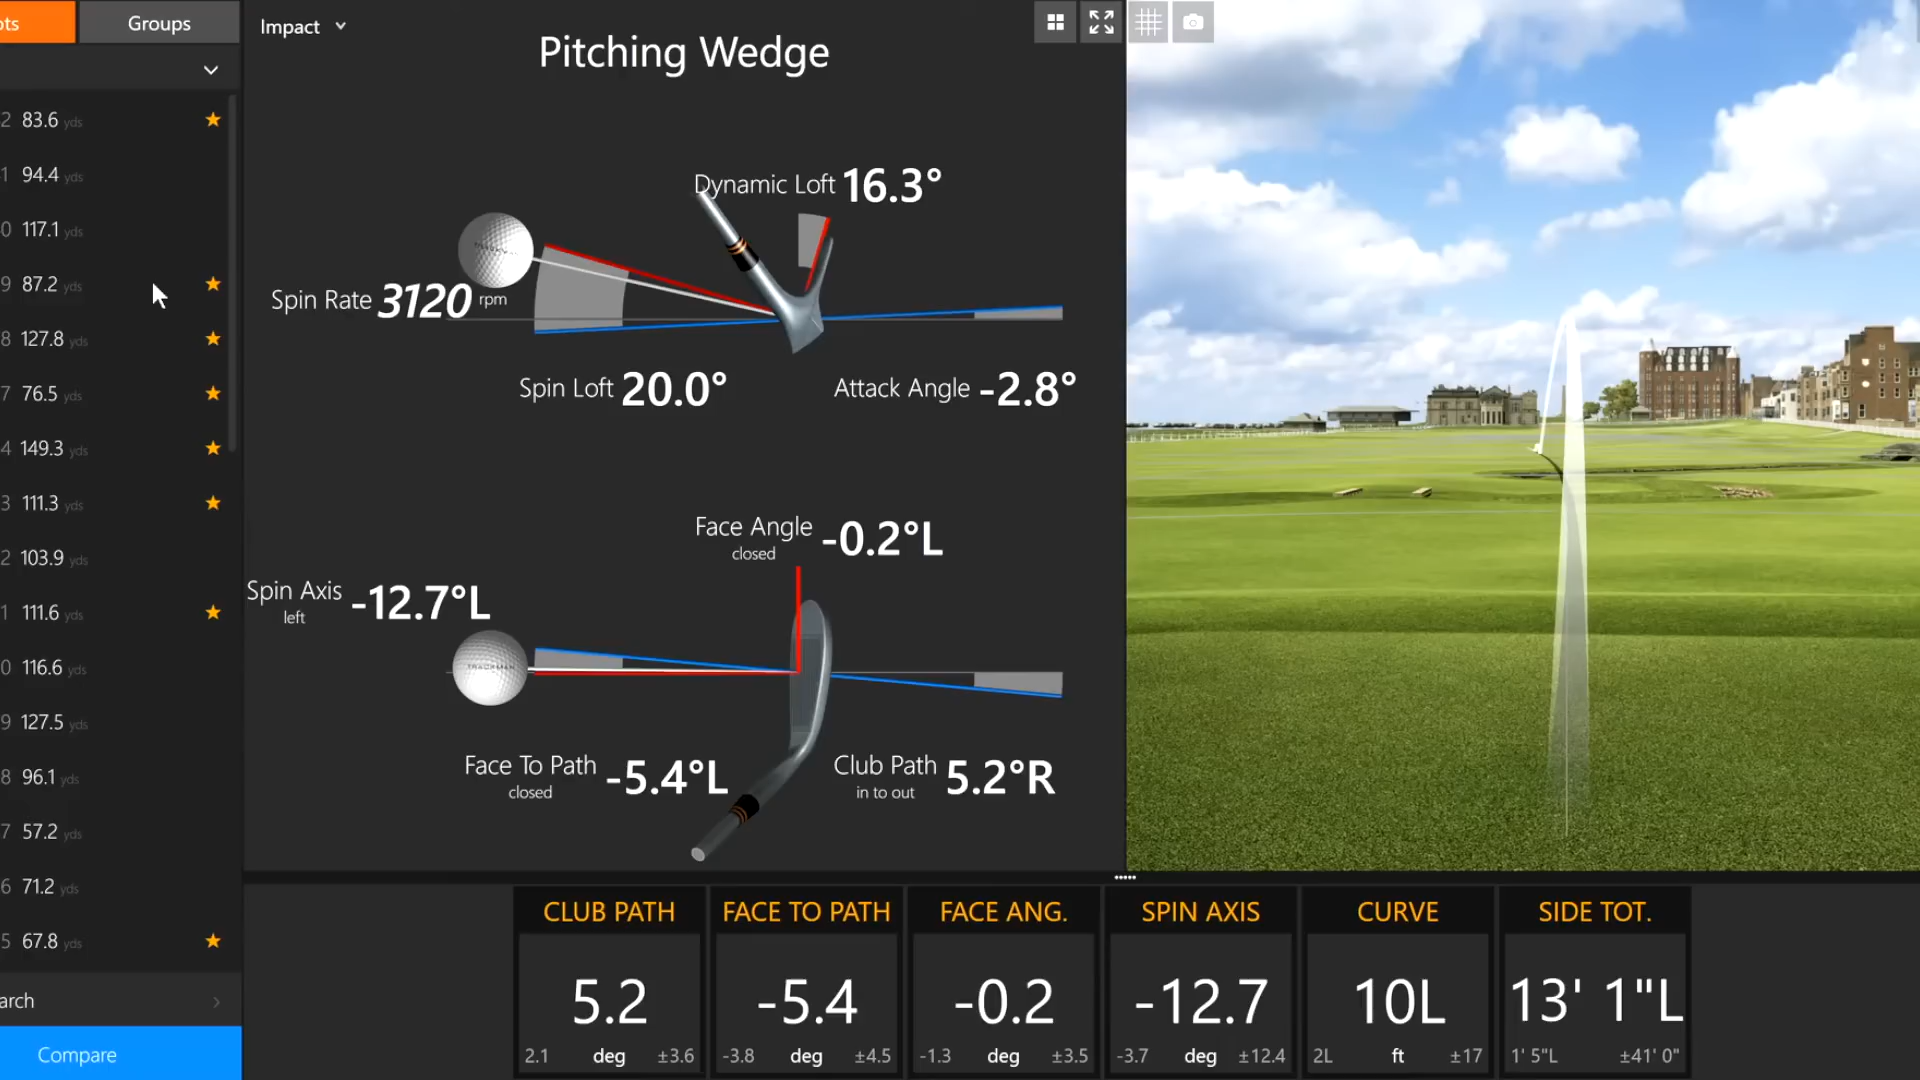 ots
Groups
Impact
Pitching Wedge
2 83.6 yds
1 94.4 yds
0 117.1 yds
9 87.2 yds
8 127.8 yds
7 76.5 yds
4 149.3 yds
3 111.3 yds
2 103.9 yds
1 111.6 yds
0 116.6 yds
9 127.5 yds
8 96.1 yds
7 57.2 yds
6 71.2 yds
5 67.8 yds
arch
Compare
Dynamic Loft 16.3°
Spin Rate 3120 rpm
Spin Loft 20.0°
Attack Angle -2.8°
Face Angle -0.2°L
closed
Spin Axis -12.7°L
left
TRACKMAN
Face To Path -5.4°L
closed
Club Path 5.2°R
in to out
CLUB PATH
5.2
2.1 deg ±3.6
FACE TO PATH
-5.4
-3.8 deg ±4.5
FACE ANG.
-0.2
-1.3 deg ±3.5
SPIN AXIS
-12.7
-3.7 deg ±12.4
CURVE
10L
2L ft ±17
SIDE TOT.
13' 1"L
1' 5"L ±41' 0"